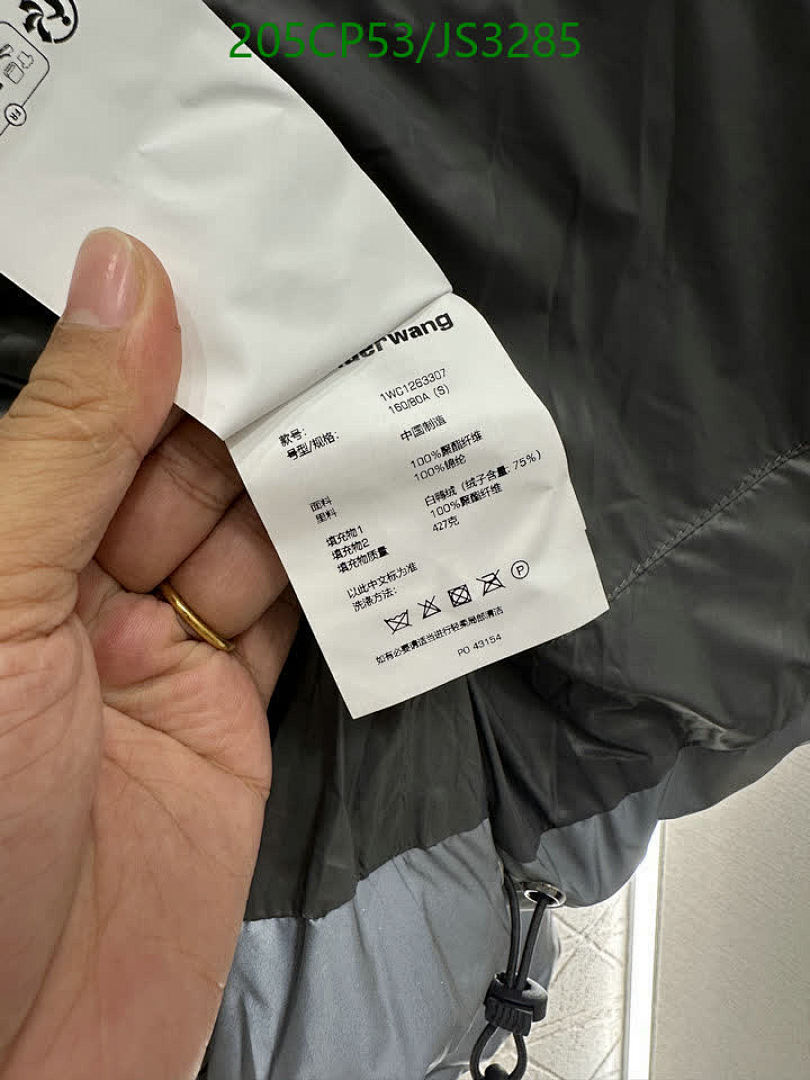 205CP53/JS3285
FR
erwang
款号:
1WC1263307
号型/规格:
160/80A (S)
中国制造
面料
100%聚酯纤维
里料
100%锦纶
填充物1
白鸭绒 (绒子含量: 75%)
填充物2
100%聚酯纤维
填充物质量
427克
以此中文标为准
洗涤方法:
P
如有必要请适当进行轻柔局部清洁
PO 43154